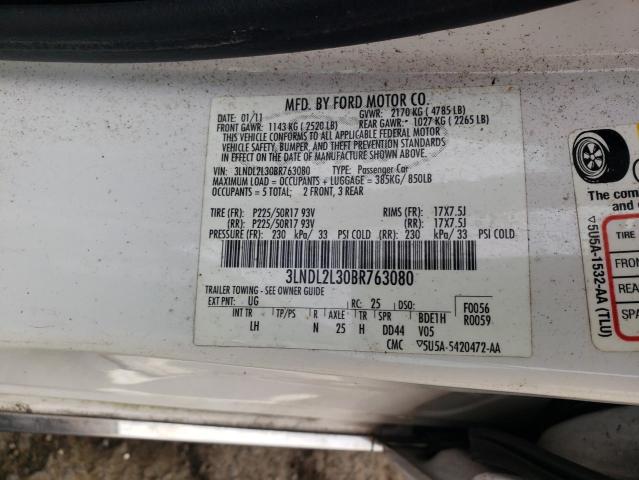 MFD. BY FORD MOTOR CO.
DATE: 01/11 GVWR: 2170 KG ( 4785 LB)
FRONT GAWR: 1143 KG ( 2520 LB) REAR GAWR: 1027 KG ( 2265 LB)
THIS VEHICLE CONFORMS TO ALL APPLICABLE FEDERAL MOTOR
VEHICLE SAFETY, BUMPER, AND THEFT PREVENTION STANDARDS IN
EFFECT ON THE DATE OF MANUFACTURE SHOWN ABOVE.
VIN: 3LNDL2L30BR763080 TYPE: Passenger Car
MAXIMUM LOAD = OCCUPANTS + LUGGAGE = 385KG/ 850LB
OCCUPANTS = 5 TOTAL: 2 FRONT, 3 REAR
TIRE (FR): P225/50R17 93V RIMS (FR): 17X7.5J
(RR): P225/50R17 93V (RR): 17X7.5J
PRESSURE (FR): 230 kPa/ 33 PSI COLD (RR): 230 kPa/ 33 PSI COLD
3LNDL2L30BR763080
TRAILER TOWING - SEE OWNER GUIDE
EXT PNT: UG RC: 25 DSO: F0056
R0059
INT TR TP/PS R AXLE TR SPR BDE1H
LH N 25 H DD44 V05
CMC ▽5U5A-5420472-AA
The com
and
▽5U5A-1532-AA (TLU)
TIRE
FRON
REA
SPA